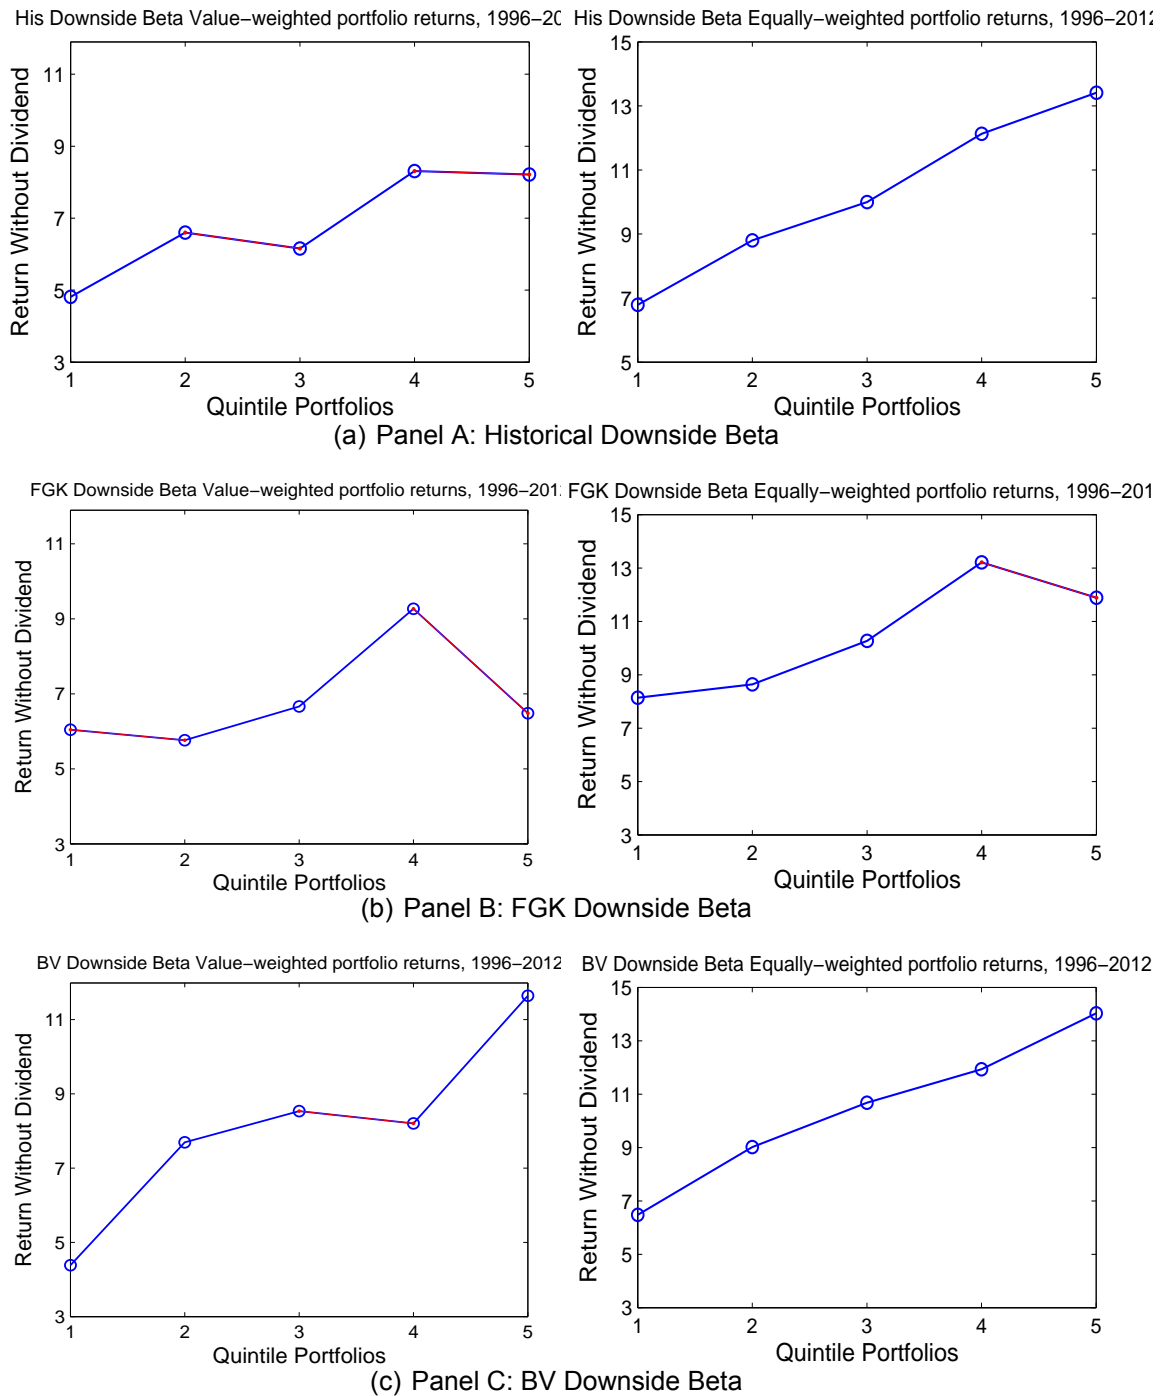 His Downside Beta Value−weighted portfolio returns, 1996−20
Return Without Dividend
11
9
7
5
3
1 2 3 4 5
Quintile Portfolios
His Downside Beta Equally−weighted portfolio returns, 1996−2012
Return Without Dividend
15
13
11
9
7
5
1 2 3 4 5
Quintile Portfolios
(a) Panel A: Historical Downside Beta
FGK Downside Beta Value−weighted portfolio returns, 1996−201
Return Without Dividend
11
9
7
5
3
1 2 3 4 5
Quintile Portfolios
FGK Downside Beta Equally−weighted portfolio returns, 1996−201
Return Without Dividend
15
13
11
9
7
5
3
1 2 3 4 5
Quintile Portfolios
(b) Panel B: FGK Downside Beta
BV Downside Beta Value−weighted portfolio returns, 1996−2012
Return Without Dividend
11
9
7
5
3
1 2 3 4 5
Quintile Portfolios
BV Downside Beta Equally−weighted portfolio returns, 1996−2012
Return Without Dividend
15
13
11
9
7
5
3
1 2 3 4 5
Quintile Portfolios
(c) Panel C: BV Downside Beta